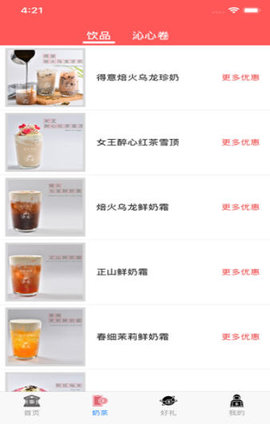 4:21
饮品 沁心卷
得意焙火乌龙珍奶 更多优惠
女王醉心红茶雪顶 更多优惠
焙火乌龙鲜奶霜 更多优惠
正山鲜奶霜 更多优惠
春细茉莉鲜奶霜 更多优惠
首页 奶茶 好礼 我的